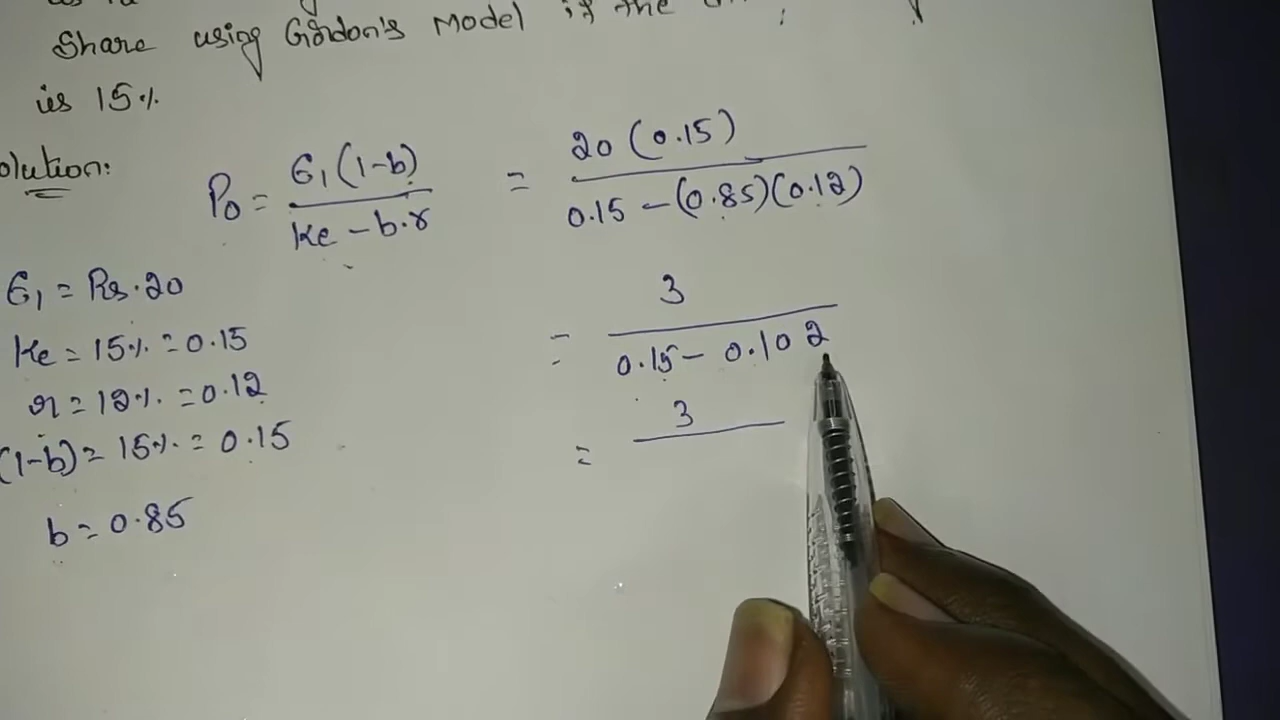 Share using Gordon's Model if the
is 15%
olution:
P0 = E1(1-b) / Ke - b.r = 20(0.15) / 0.15 - (0.85)(0.12)
E1 = Rs.20
= 3 / 0.15 - 0.102
Ke = 15% = 0.15
r = 12% = 0.12
= 3
(1-b) = 15% = 0.15
b = 0.85